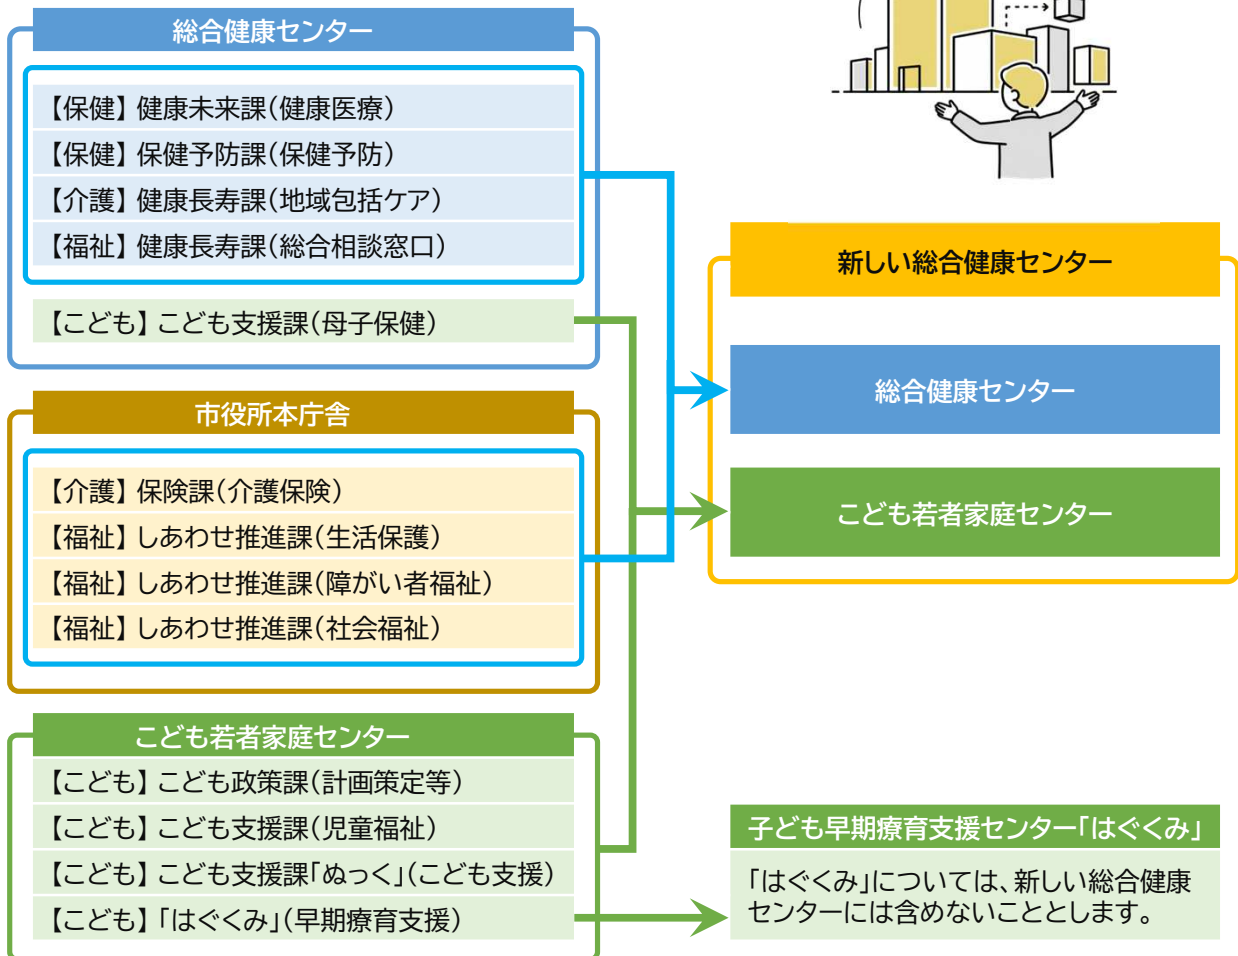 総合健康センター
【保健】健康未来課(健康医療)
【保健】保健予防課(保健予防)
【介護】健康長寿課(地域包括ケア)
【福祉】健康長寿課(総合相談窓口)
【こども】こども支援課(母子保健)
市役所本庁舎
【介護】保険課(介護保険)
【福祉】しあわせ推進課(生活保護)
【福祉】しあわせ推進課(障がい者福祉)
【福祉】しあわせ推進課(社会福祉)
こども若者家庭センター
【こども】こども政策課(計画策定等)
【こども】こども支援課(児童福祉)
【こども】こども支援課「ぬっく」(こども支援)
【こども】「はぐくみ」(早期療育支援)
新しい総合健康センター
総合健康センター
こども若者家庭センター
子ども早期療育支援センター「はぐくみ」
「はぐくみ」については、新しい総合健康
センターには含めないこととします。